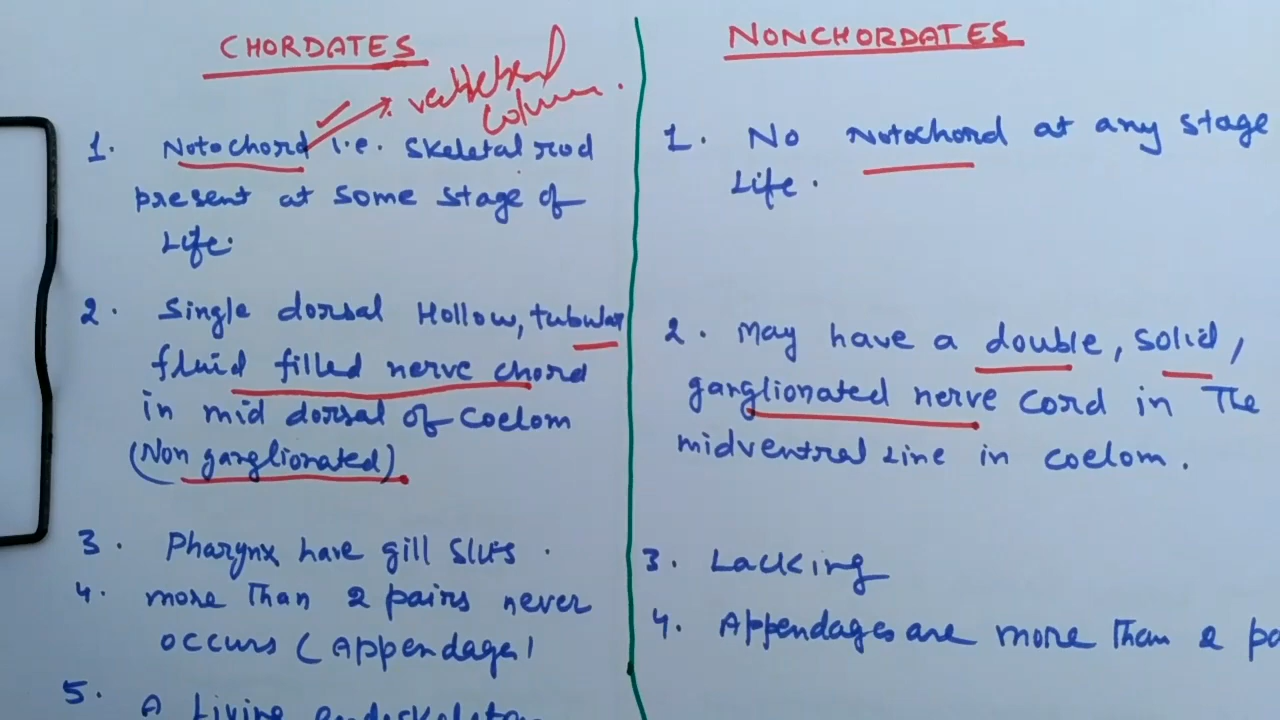 CHORDATES
vertebral
column.
1. Notochord i.e. skeletal rod
present at some stage of
Life.
2. Single dorsal Hollow, tubular
fluid filled nerve chord
in mid dorsal of coelom
(Non ganglionated)
3. Pharynx have gill slits.
4. more Than 2 pairs never
occurs (Appendage)
5. A Living endoskeleton
NONCHORDATES
1. No Notochord at any stage
Life.
2. May have a double, solid,
ganglionated nerve cord in The
midventral Line in coelom.
3. Lacking
4. Appendages are more Than 2 pa